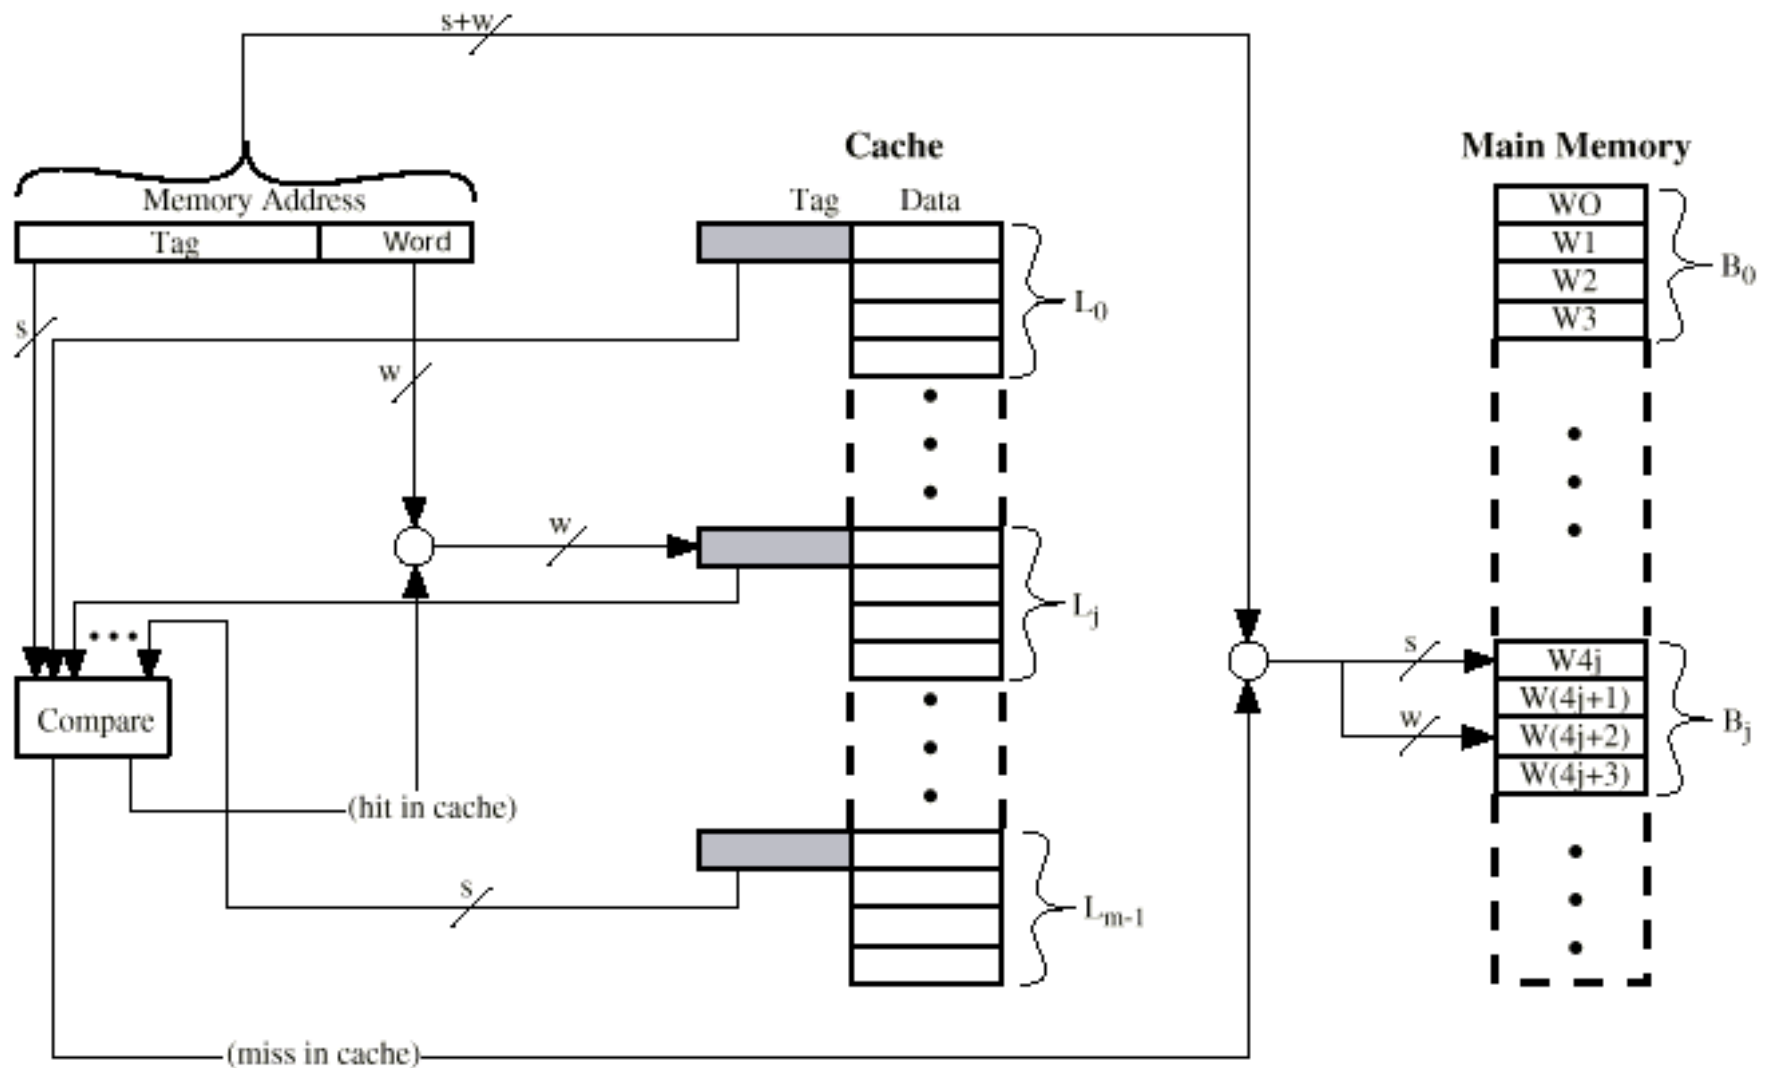 s+w
Cache
Main Memory
Memory Address
Tag Data
Tag Word
WO
W1
W2
W3
B0
L0
s
w
w
Lj
s
W4j
W(4j+1)
w
W(4j+2)
W(4j+3)
Bj
Compare
(hit in cache)
s
Lm-1
(miss in cache)